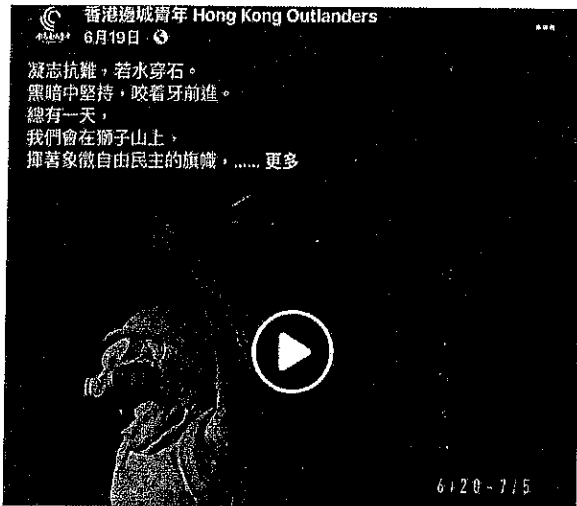 香港邊城青年 Hong Kong Outlanders
6月19日
凝志抗難，若水穿石。
黑暗中堅持，咬着牙前進。
總有一天，
我們會在獅子山上，
揮著象徵自由民主的旗幟，...... 更多
6/20-7/5